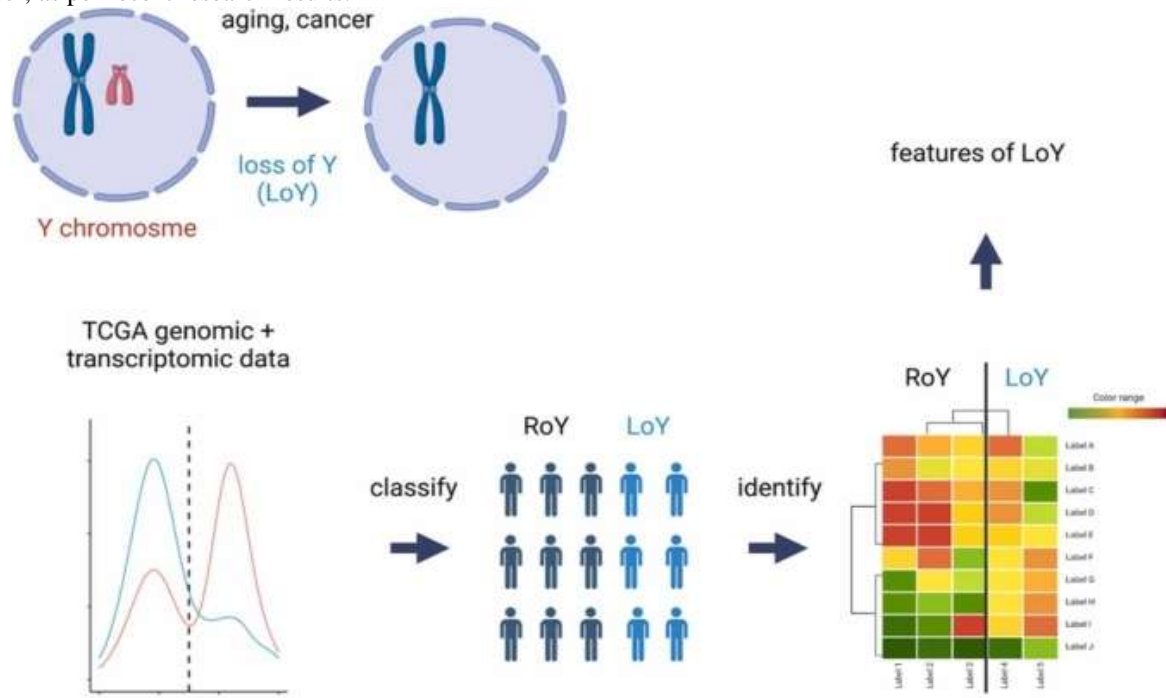 aging, cancer
loss of Y
(LoY)
Y chromosme
features of LoY
TCGA genomic +
transcriptomic data
RoY LoY
classify
identify
RoY LoY
Color range
Label A
Label B
Label C
Label D
Label E
Label F
Label G
Label H
Label I
Label J
Label 1
Label 2
Label 3
Label 4
Label 5